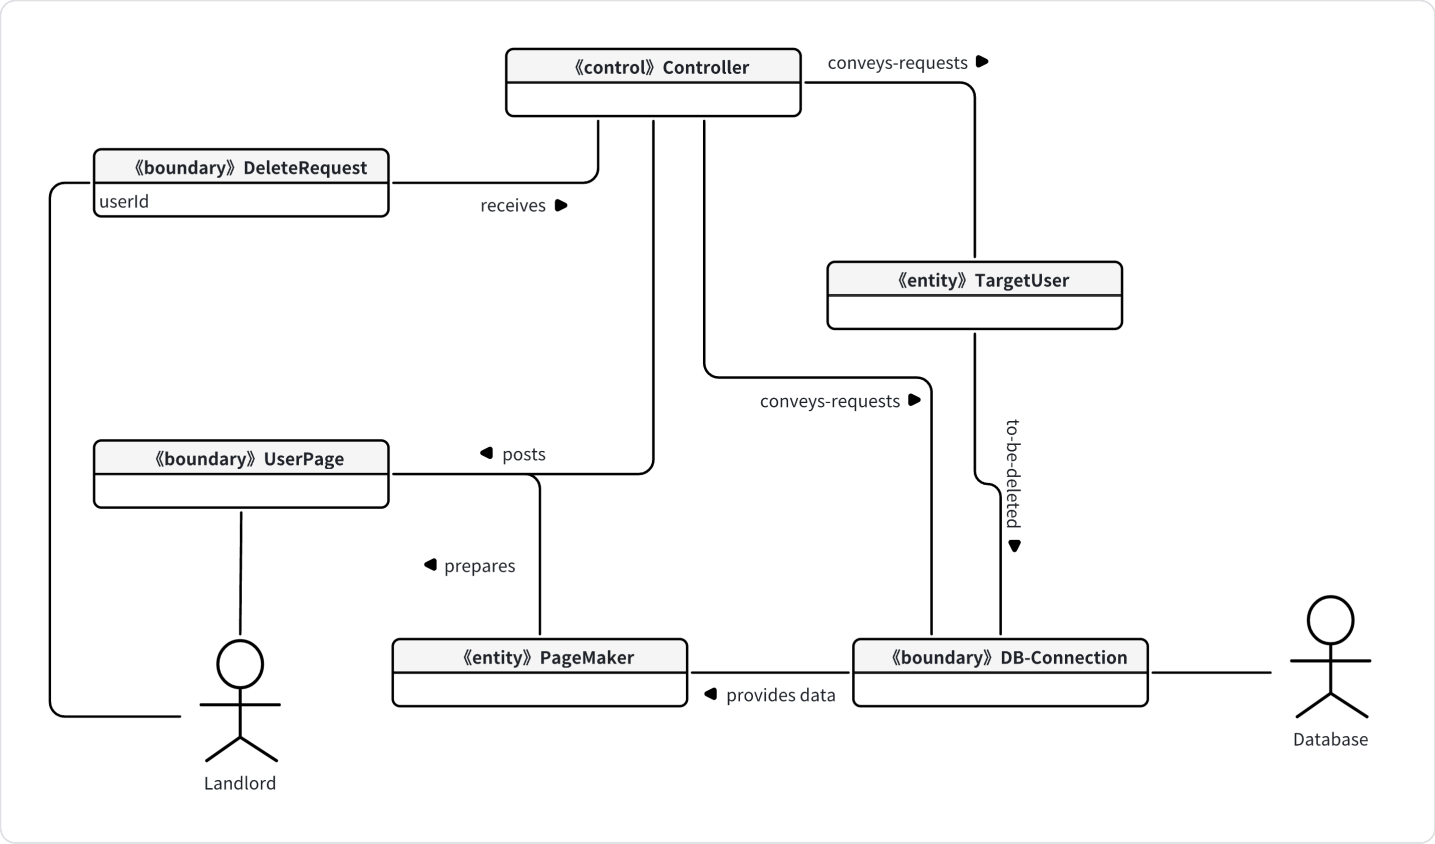 《control》Controller
conveys-requests
《boundary》DeleteRequest
userId
receives
《entity》TargetUser
conveys-requests
to-be-deleted
《boundary》UserPage
posts
prepares
《entity》PageMaker
《boundary》DB-Connection
provides data
Database
Landlord